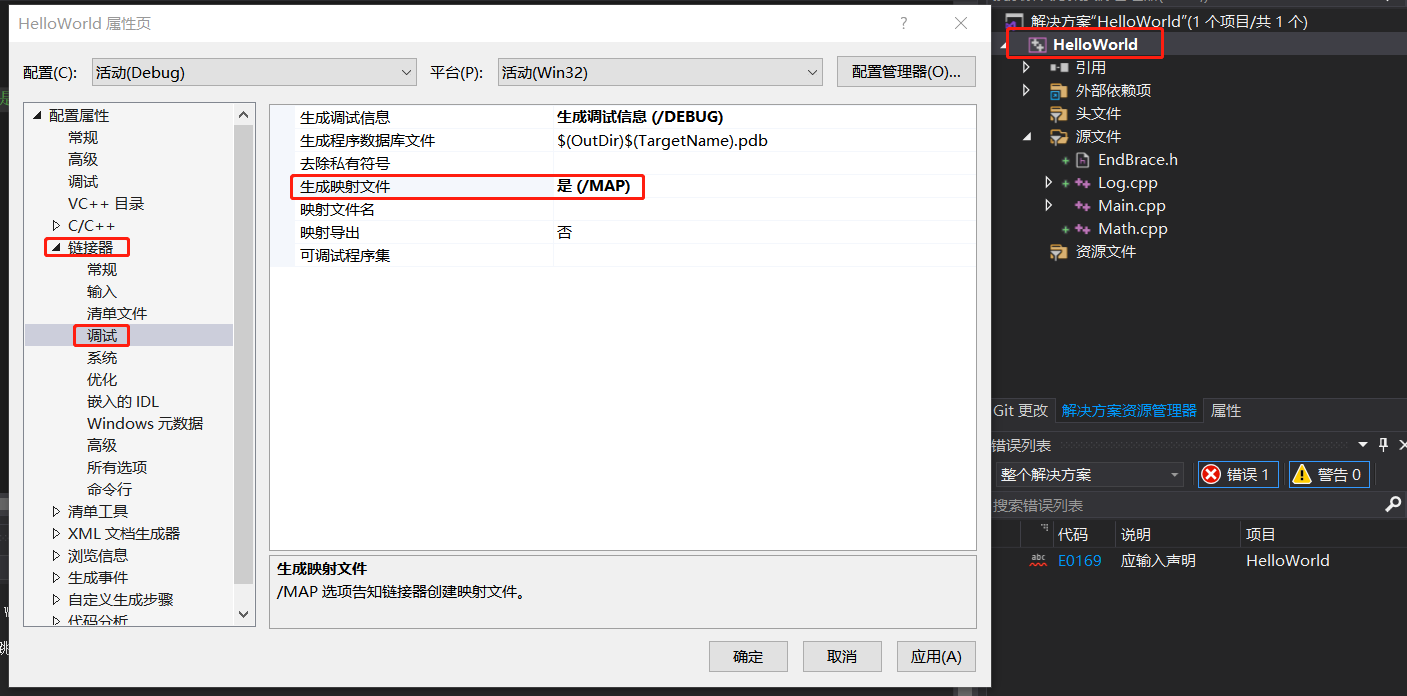 HelloWorld 属性页
?
配置(C): 活动(Debug) 平台(P): 活动(Win32) 配置管理器(O)...
配置属性
常规
高级
调试
VC++ 目录
C/C++
链接器
常规
输入
清单文件
调试
系统
优化
嵌入的 IDL
Windows 元数据
高级
所有选项
命令行
清单工具
XML 文档生成器
浏览信息
生成事件
自定义生成步骤
代码分析
生成调试信息 生成调试信息 (/DEBUG)
生成程序数据库文件 $(OutDir)$(TargetName).pdb
去除私有符号
生成映射文件 是 (/MAP)
映射文件名
映射导出 否
可调试程序集
生成映射文件
/MAP 选项告知链接器创建映射文件。
确定 取消 应用(A)
解决方案"HelloWorld"(1 个项目/共 1 个)
HelloWorld
引用
外部依赖项
头文件
源文件
EndBrace.h
Log.cpp
Main.cpp
Math.cpp
资源文件
Git 更改 解决方案资源管理器 属性
错误列表
整个解决方案 错误 1 警告 0
搜索错误列表
代码 说明 项目
abc E0169 应输入声明 HelloWorld